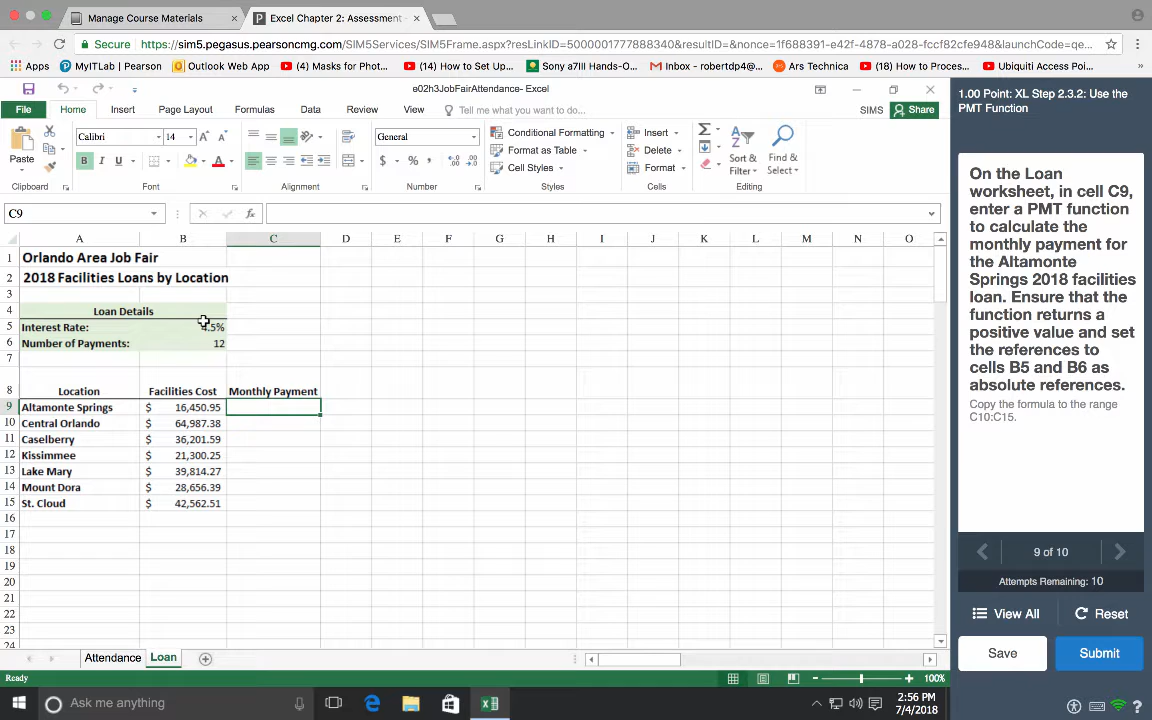 Manage Course Materials
Excel Chapter 2: Assessment -
Secure
https://sim5.pegasus.pearsoncmg.com/SIM5Services/SIM5Frame.aspx?resLinkID=5000001777888340&resultID=&nonce=1f688391-e42f-4878-a028-fccf82cfe948&launchCode=qe...
Apps MyITLab | Pearson Outlook Web App (4) Masks for Phot... (14) How to Set Up... Sony a7III Hands-O... Inbox - robertdp4@... Ars Technica (18) How to Proces... Ubiquiti Access Poi...
e02h3JobFairAttendance- Excel
File Home Insert Page Layout Formulas Data Review View Tell me what you want to do... SIMS Share
Calibri 14 General Conditional Formatting Insert
Paste Format as Table Delete Sort & Find &
B I U $ % Cell Styles Format Filter Select
Clipboard Font Alignment Number Styles Cells Editing
C9 fx
A B C D E F G H I J K L M N O
1 Orlando Area Job Fair
2 2018 Facilities Loans by Location
3
4 Loan Details
5 Interest Rate: 4.5%
6 Number of Payments: 12
7
8 Location Facilities Cost Monthly Payment
9 Altamonte Springs $ 16,450.95
10 Central Orlando $ 64,987.38
11 Caselberry $ 36,201.59
12 Kissimmee $ 21,300.25
13 Lake Mary $ 39,814.27
14 Mount Dora $ 28,656.39
15 St. Cloud $ 42,562.51
16
17
18
19
20
21
22
23
24
Attendance Loan
Ready 100%
Ask me anything
2:56 PM
7/4/2018
1.00 Point: XL Step 2.3.2: Use the
PMT Function
On the Loan
worksheet, in cell C9,
enter a PMT function
to calculate the
monthly payment for
the Altamonte
Springs 2018 facilities
loan. Ensure that the
function returns a
positive value and set
the references to
cells B5 and B6 as
absolute references.
Copy the formula to the range
C10:C15.
9 of 10
Attempts Remaining: 10
View All Reset
Save Submit